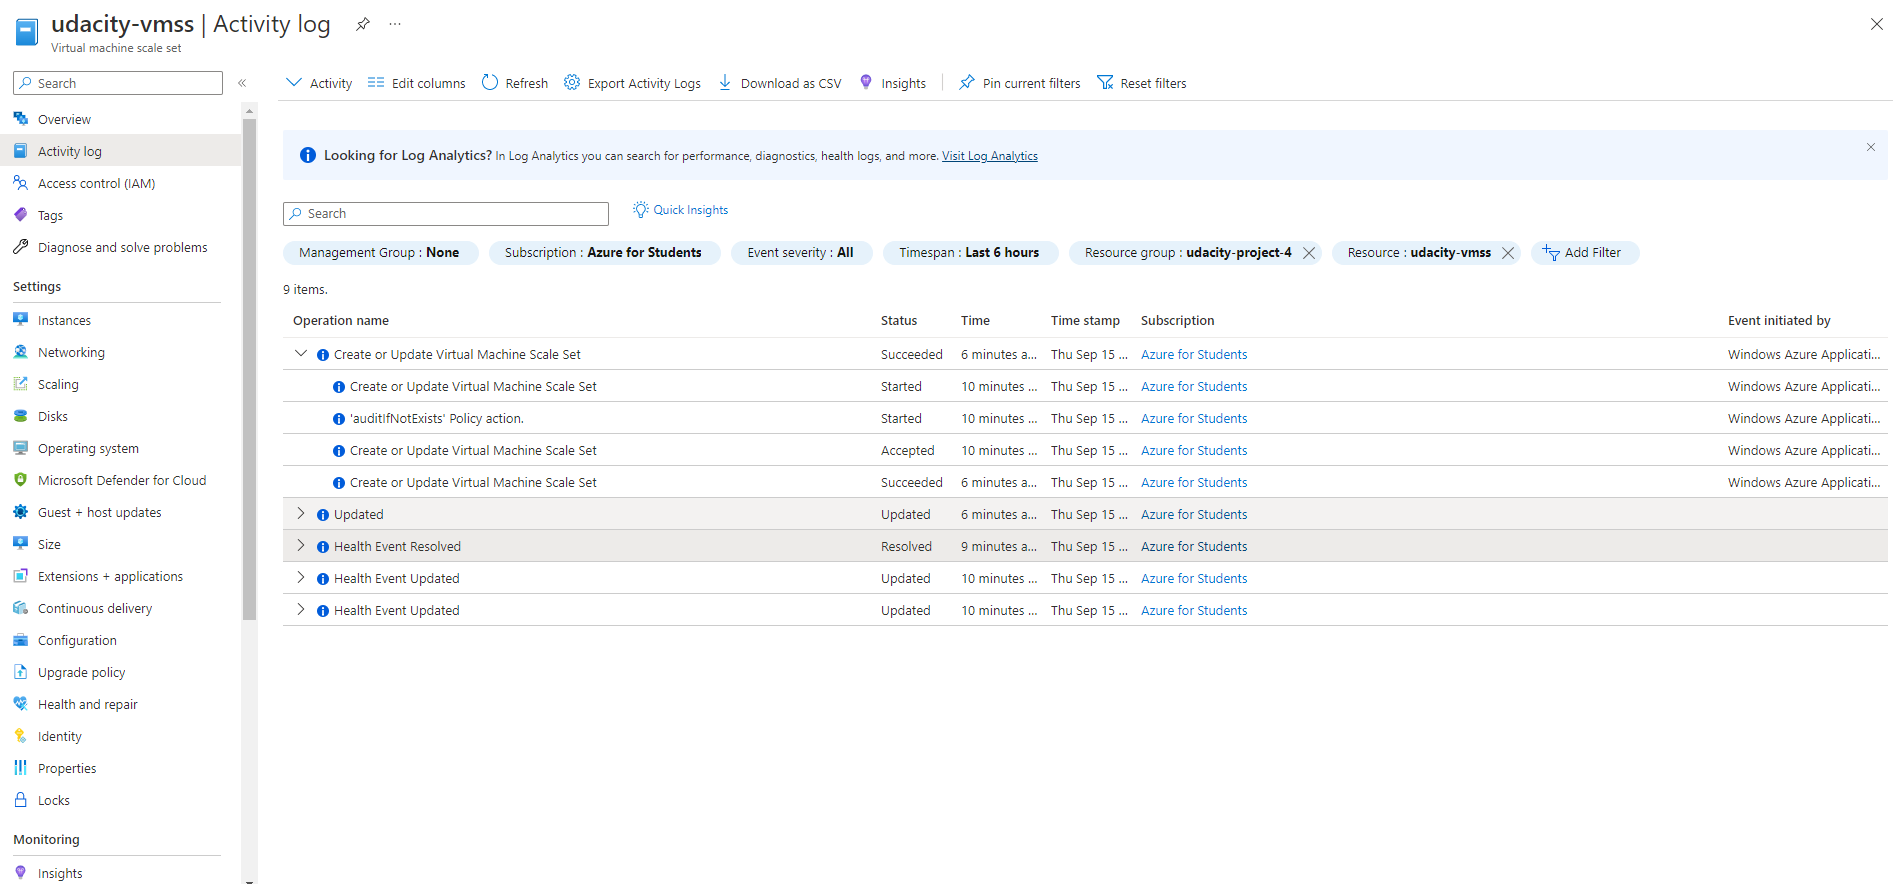 udacity-vmss | Activity log ...
Virtual machine scale set
Search
«
Activity
Edit columns
Refresh
Export Activity Logs
Download as CSV
Insights
Pin current filters
Reset filters
Overview
Activity log
Access control (IAM)
Tags
Diagnose and solve problems
Settings
Instances
Networking
Scaling
Disks
Operating system
Microsoft Defender for Cloud
Guest + host updates
Size
Extensions + applications
Continuous delivery
Configuration
Upgrade policy
Health and repair
Identity
Properties
Locks
Monitoring
Insights
Looking for Log Analytics? In Log Analytics you can search for performance, diagnostics, health logs, and more. Visit Log Analytics
Search
Quick Insights
Management Group : None
Subscription : Azure for Students
Event severity : All
Timespan : Last 6 hours
Resource group : udacity-project-4
Resource : udacity-vmss
Add Filter
9 items.
Operation name Status Time Time stamp Subscription Event initiated by
Create or Update Virtual Machine Scale Set Succeeded 6 minutes a... Thu Sep 15 ... Azure for Students Windows Azure Applicati...
Create or Update Virtual Machine Scale Set Started 10 minutes ... Thu Sep 15 ... Azure for Students Windows Azure Applicati...
'auditIfNotExists' Policy action. Started 10 minutes ... Thu Sep 15 ... Azure for Students Windows Azure Applicati...
Create or Update Virtual Machine Scale Set Accepted 10 minutes ... Thu Sep 15 ... Azure for Students Windows Azure Applicati...
Create or Update Virtual Machine Scale Set Succeeded 6 minutes a... Thu Sep 15 ... Azure for Students Windows Azure Applicati...
Updated Updated 6 minutes a... Thu Sep 15 ... Azure for Students
Health Event Resolved Resolved 9 minutes a... Thu Sep 15 ... Azure for Students
Health Event Updated Updated 10 minutes ... Thu Sep 15 ... Azure for Students
Health Event Updated Updated 10 minutes ... Thu Sep 15 ... Azure for Students